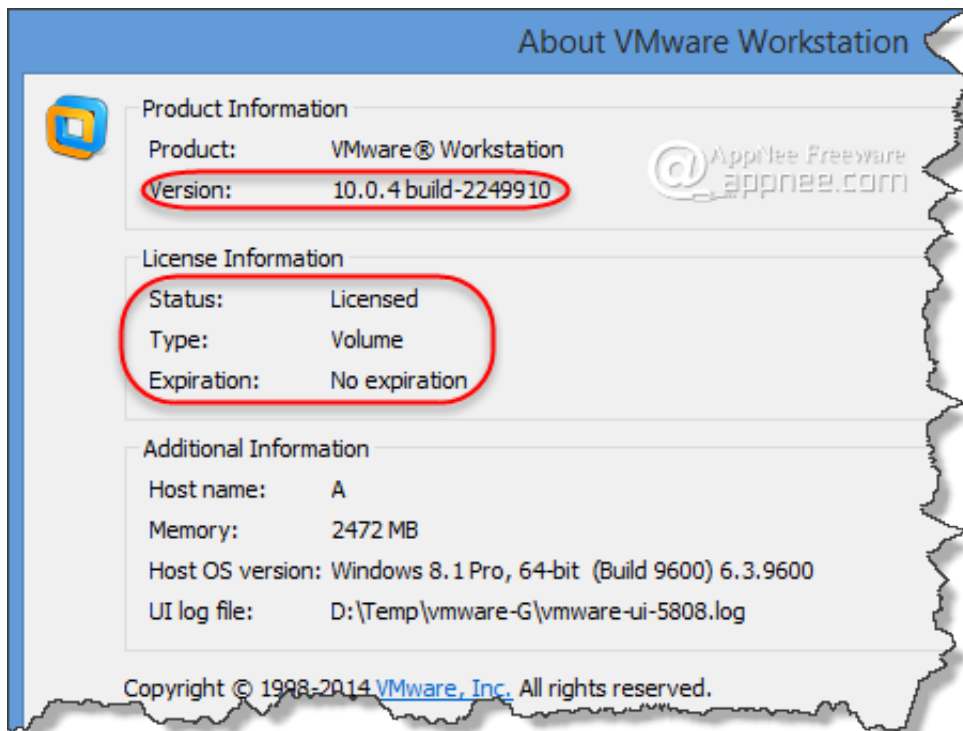 About VMware Workstation
Product Information
Product: VMware® Workstation
@AppNee Freeware
appnee.com
Version: 10.0.4 build-2249910
License Information
Status: Licensed
Type: Volume
Expiration: No expiration
Additional Information
Host name: A
Memory: 2472 MB
Host OS version: Windows 8.1 Pro, 64-bit (Build 9600) 6.3.9600
UI log file: D:\Temp\vmware-G\vmware-ui-5808.log
Copyright © 1998-2014 VMware, Inc. All rights reserved.